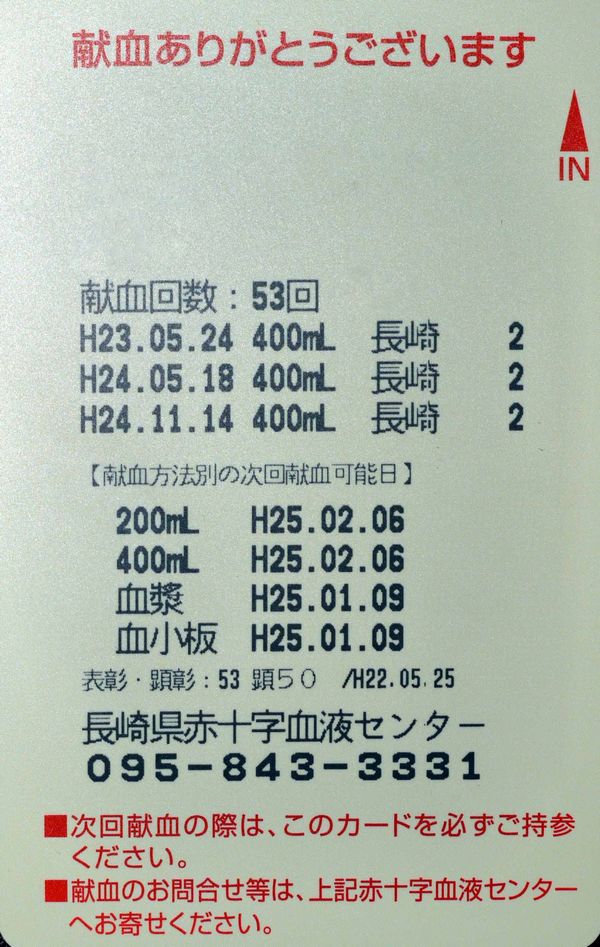 献血ありがとうございます
IN
献血回数：53回
H23.05.24 400mL 長崎 2
H24.05.18 400mL 長崎 2
H24.11.14 400mL 長崎 2
【献血方法別の次回献血可能日】
200mL H25.02.06
400mL H25.02.06
血漿 H25.01.09
血小板 H25.01.09
表彰・顕彰：53 顕５０ /H22.05.25
長崎県赤十字血液センター
095-843-3331
■次回献血の際は、このカードを必ずご持参
ください。
■献血のお問合せ等は、上記赤十字血液センター
へお寄せください。